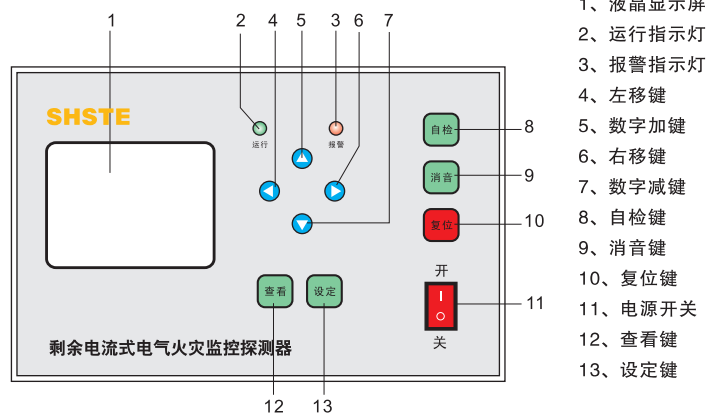 1 2 4 5 3 6 7
SHSTE
运行
报警
自检
8
消音
9
复位
10
查看
设定
开
11
关
剩余电流式电气火灾监控探测器
12 13
1、液晶显示屏
2、运行指示灯
3、报警指示灯
4、左移键
5、数字加键
6、右移键
7、数字减键
8、自检键
9、消音键
10、复位键
11、电源开关
12、查看键
13、设定键